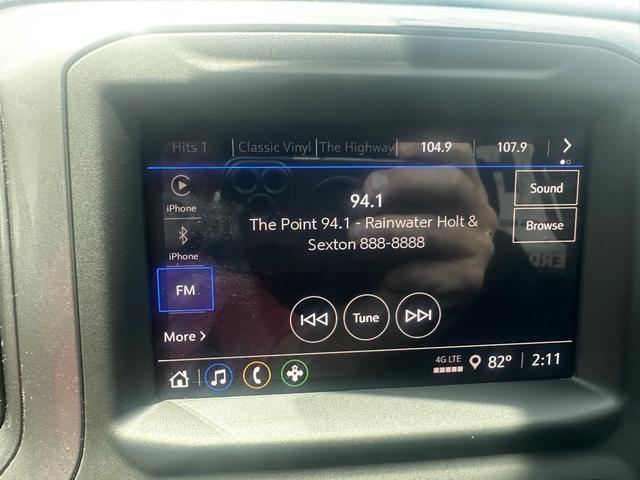 Hits 1
Classic Vinyl
The Highway
104.9
107.9
94.1
The Point 94.1 - Rainwater Holt &
Sexton 888-8888
iPhone
iPhone
FM
More
Sound
Browse
Tune
4G LTE
82°
2:11